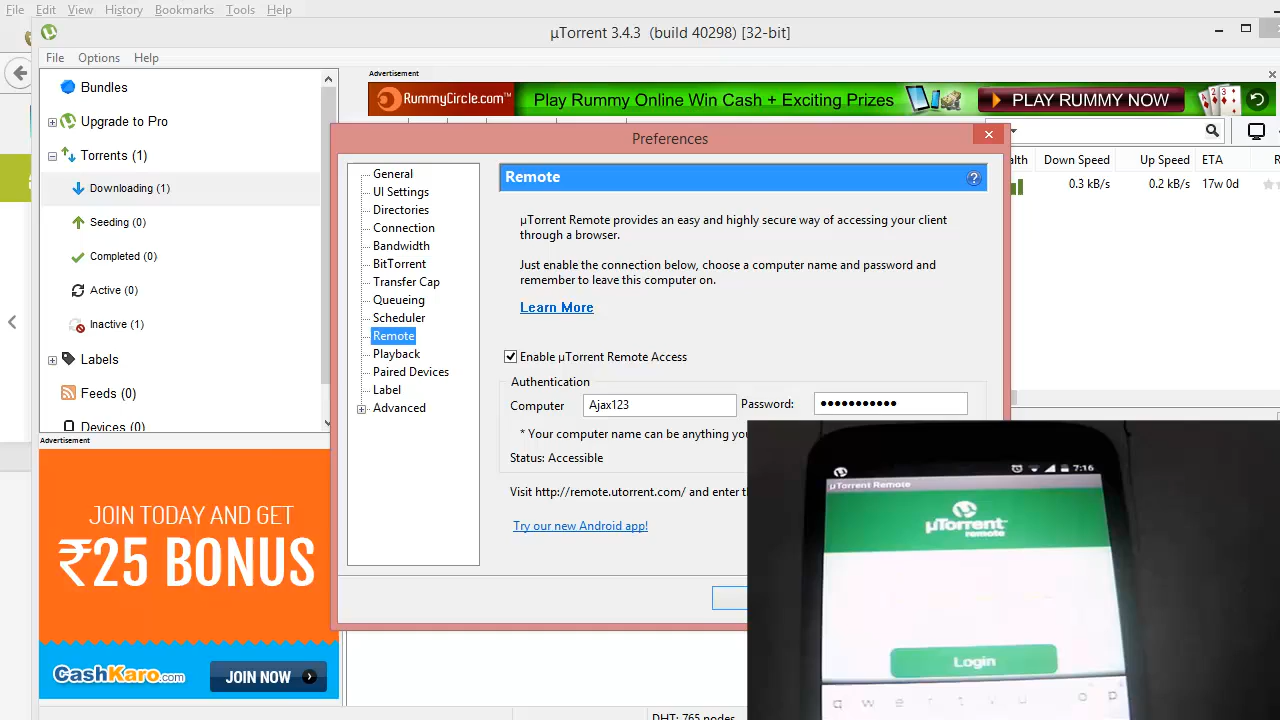 File Edit View History Bookmarks Tools Help
µTorrent 3.4.3 (build 40298) [32-bit]
File Options Help
Advertisement
RummyCircle.com™ Play Rummy Online Win Cash + Exciting Prizes PLAY RUMMY NOW
Bundles
Upgrade to Pro
Torrents (1)
Downloading (1)
Seeding (0)
Completed (0)
Active (0)
Inactive (1)
Labels
Feeds (0)
Devices (0)
Advertisement
JOIN TODAY AND GET
₹25 BONUS
CashKaro.com JOIN NOW
Down Speed Up Speed ETA
0.3 kB/s 0.2 kB/s 17w 0d
Preferences
General
UI Settings
Directories
Connection
Bandwidth
BitTorrent
Transfer Cap
Queueing
Scheduler
Remote
Playback
Paired Devices
Label
Advanced
Remote
µTorrent Remote provides an easy and highly secure way of accessing your client
through a browser.
Just enable the connection below, choose a computer name and password and
remember to leave this computer on.
Learn More
Enable µTorrent Remote Access
Authentication
Computer Ajax123 Password:
* Your computer name can be anything you
Status: Accessible
Visit http://remote.utorrent.com/ and enter
Try our new Android app!
DHT: 765 nodes
7:16
µTorrent Remote
µTorrent™
remote
Login
q w e r t y u o p